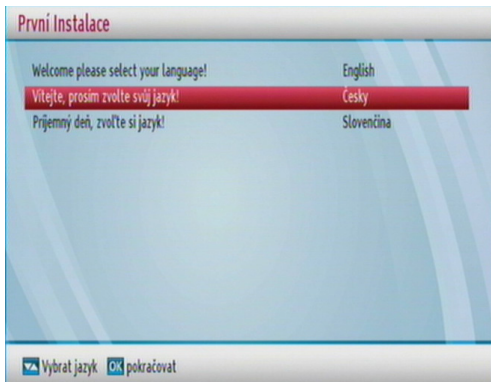 První Instalace
Welcome please select your language! English
Vítejte, prosím zvolte svůj jazyk! Česky
Príjemný deň, zvoľte si jazyk! Slovenčina
Vybrat jazyk OK pokračovat